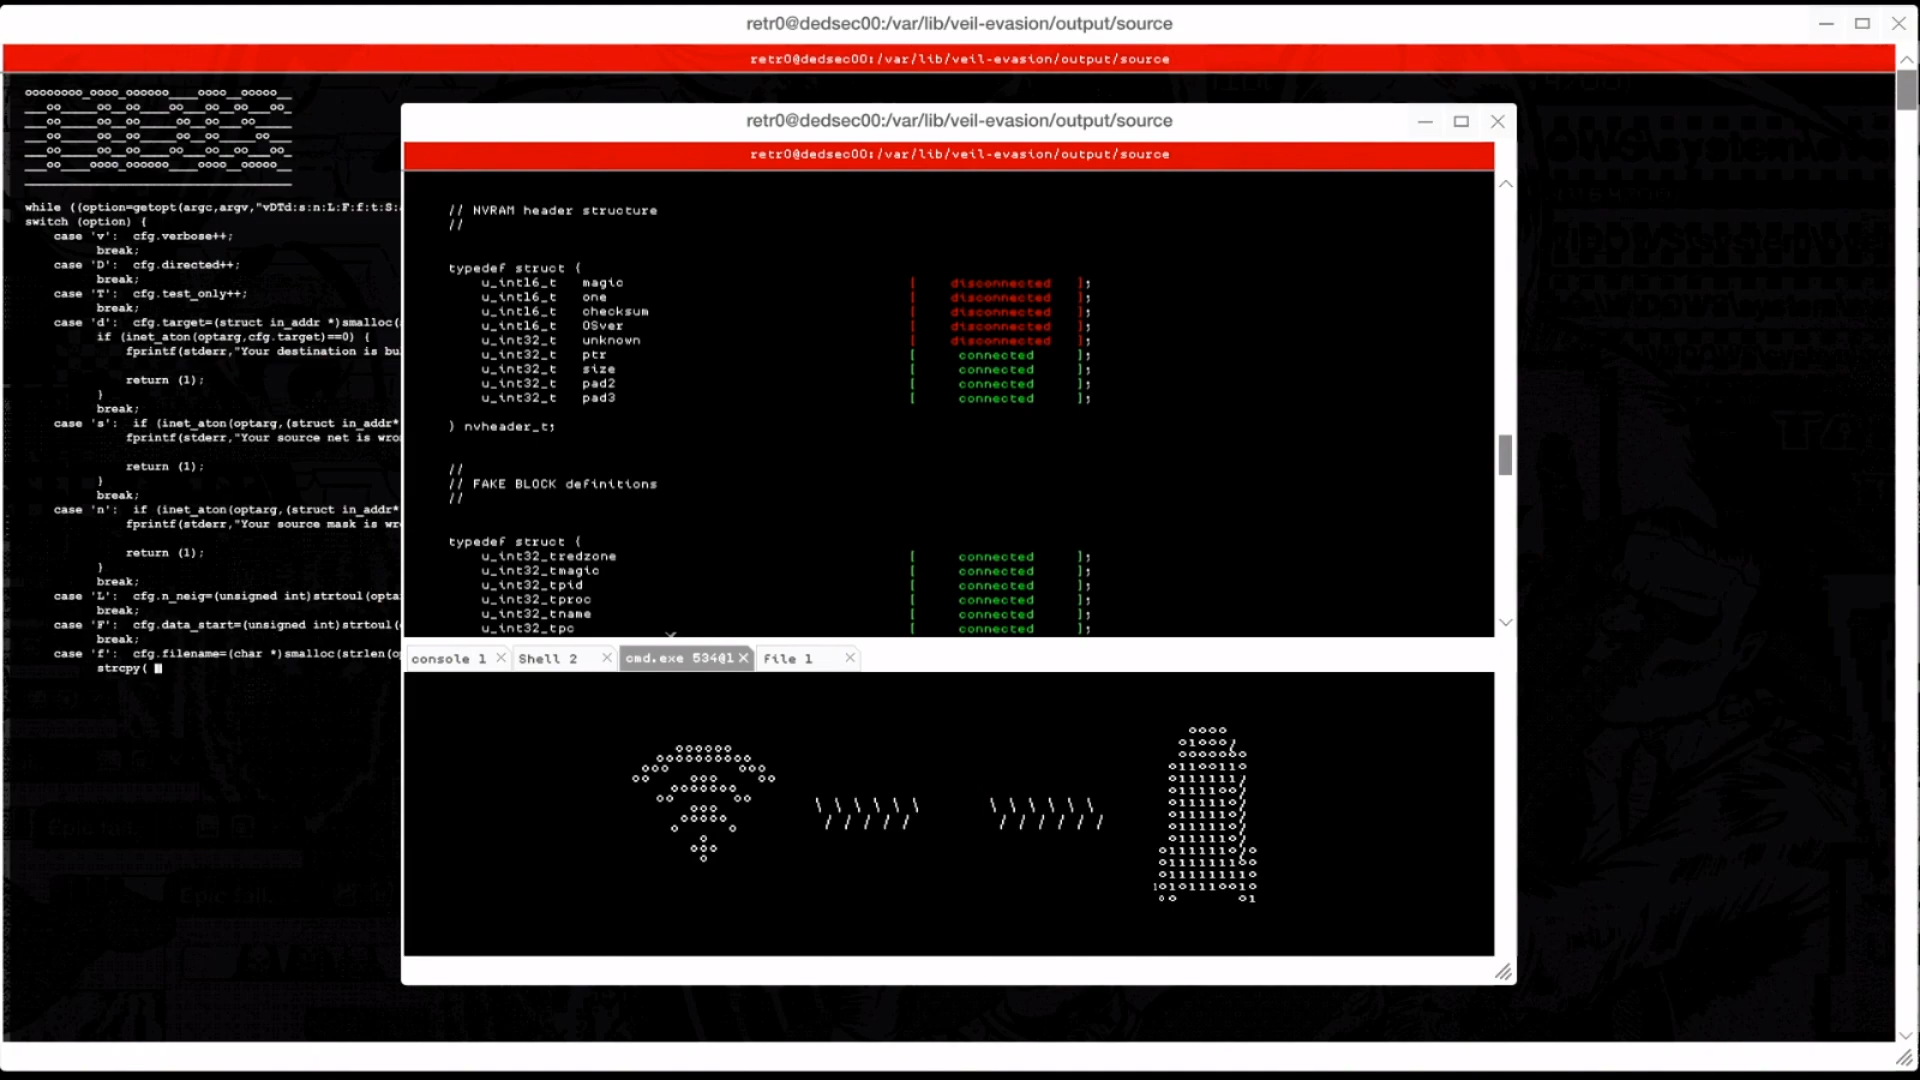 retr0@dedsec00:/var/lib/veil-evasion/output/source
retr0@dedsec00:/var/lib/veil-evasion/output/source
while ((option=getopt(argc,argv,"vDTd:s:n:L:F:f:t:S:
switch (option) {
case 'v': cfg.verbose++;
break;
case 'D': cfg.directed++;
break;
case 'T': cfg.test_only++;
break;
case 'd': cfg.target=(struct in_addr *)smalloc(
if (inet_aton(optarg,cfg.target)==0) {
fprintf(stderr,"Your destination is bu
return (1);
}
break;
case 's': if (inet_aton(optarg,(struct in_addr*
fprintf(stderr,"Your source net is wro
return (1);
}
break;
case 'n': if (inet_aton(optarg,(struct in_addr*
fprintf(stderr,"Your source mask is wr
return (1);
}
break;
case 'L': cfg.n_neig=(unsigned int)strtoul(opta
break;
case 'F': cfg.data_start=(unsigned int)strtoul(
break;
case 'f': cfg.filename=(char *)smalloc(strlen(o
strcpy(
retr0@dedsec00:/var/lib/veil-evasion/output/source
retr0@dedsec00:/var/lib/veil-evasion/output/source
// NVRAM header structure
//
typedef struct {
u_int16_t magic [ disconnected ];
u_int16_t one [ disconnected ];
u_int16_t checksum [ disconnected ];
u_int16_t OSver [ disconnected ];
u_int32_t unknown [ disconnected ];
u_int32_t ptr [ connected ];
u_int32_t size [ connected ];
u_int32_t pad2 [ connected ];
u_int32_t pad3 [ connected ];
} nvheader_t;
//
// FAKE BLOCK definitions
//
typedef struct {
u_int32_tredzone [ connected ];
u_int32_tmagic [ connected ];
u_int32_tpid [ connected ];
u_int32_tproc [ connected ];
u_int32_tname [ connected ];
u_int32_tpc [ connected ];
console 1 Shell 2 cmd.exe 534@1 File 1
Epic fail.
Epic fail.